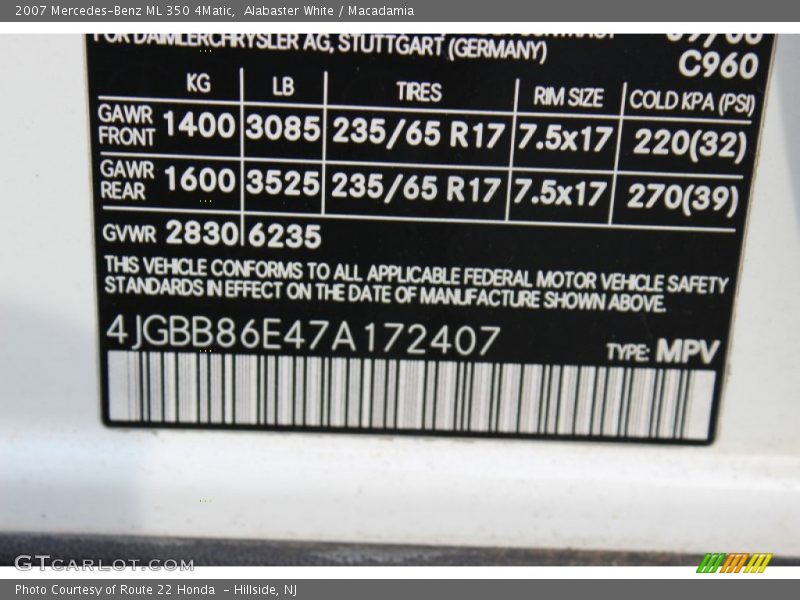 2007 Mercedes-Benz ML 350 4Matic, Alabaster White / Macadamia
FOR DAIMLERCHRYSLER AG, STUTTGART (GERMANY)
C960
KG LB TIRES RIM SIZE COLD KPA (PSI)
GAWR FRONT 1400 3085 235/65 R17 7.5x17 220(32)
GAWR REAR 1600 3525 235/65 R17 7.5x17 270(39)
GVWR 2830 6235
THIS VEHICLE CONFORMS TO ALL APPLICABLE FEDERAL MOTOR VEHICLE SAFETY
STANDARDS IN EFFECT ON THE DATE OF MANUFACTURE SHOWN ABOVE.
4JGBB86E47A172407
TYPE: MPV
GTCARLOT.COM
Photo Courtesy of Route 22 Honda - Hillside, NJ